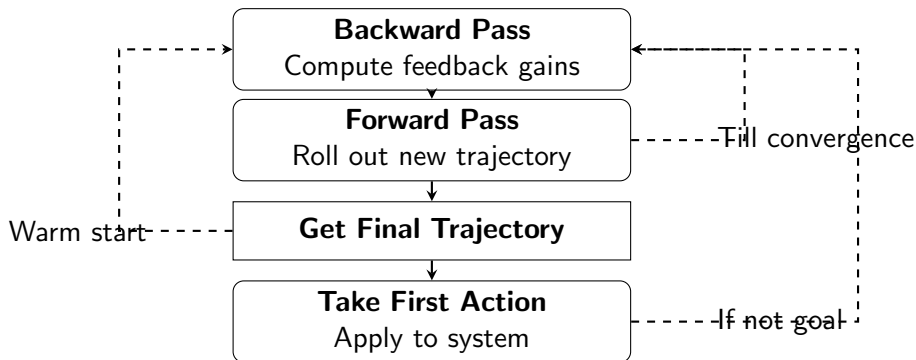 Backward Pass
Compute feedback gains
Forward Pass
Roll out new trajectory
Till convergence
Get Final Trajectory
Warm start
Take First Action
Apply to system
If not goal